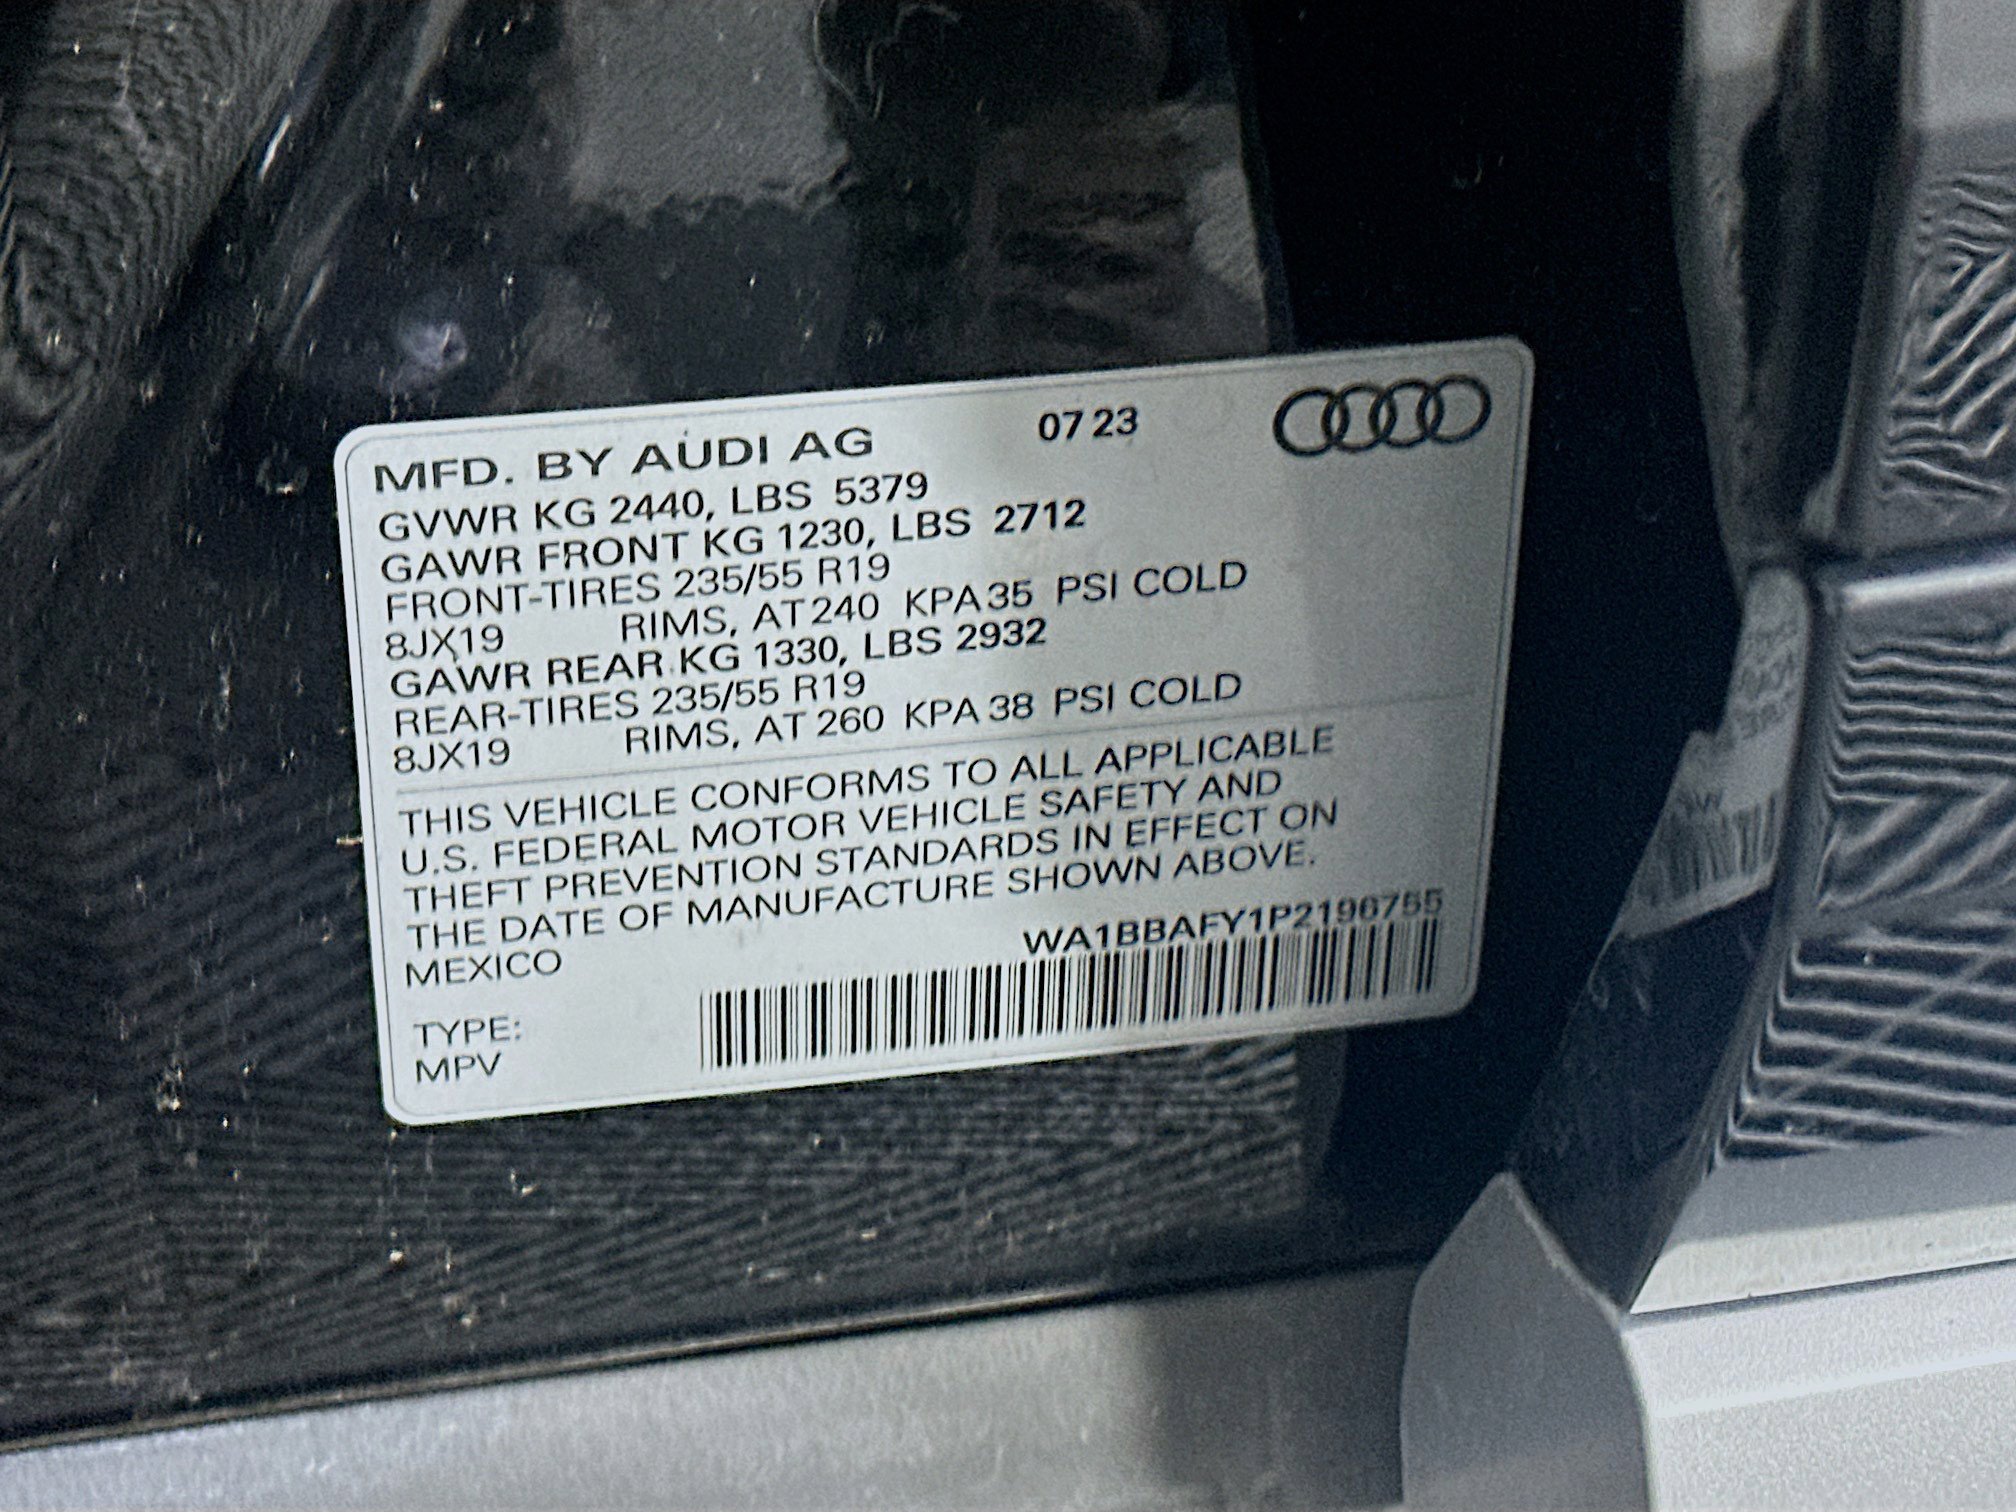 MFD. BY AUDI AG 07 23
GVWR KG 2440, LBS 5379
GAWR FRONT KG 1230, LBS 2712
FRONT-TIRES 235/55 R19
8JX19 RIMS, AT 240 KPA 35 PSI COLD
GAWR REAR KG 1330, LBS 2932
REAR-TIRES 235/55 R19
8JX19 RIMS, AT 260 KPA 38 PSI COLD
THIS VEHICLE CONFORMS TO ALL APPLICABLE
U.S. FEDERAL MOTOR VEHICLE SAFETY AND
THEFT PREVENTION STANDARDS IN EFFECT ON
THE DATE OF MANUFACTURE SHOWN ABOVE.
MEXICO WA1BBAFY1P2196755
TYPE:
MPV